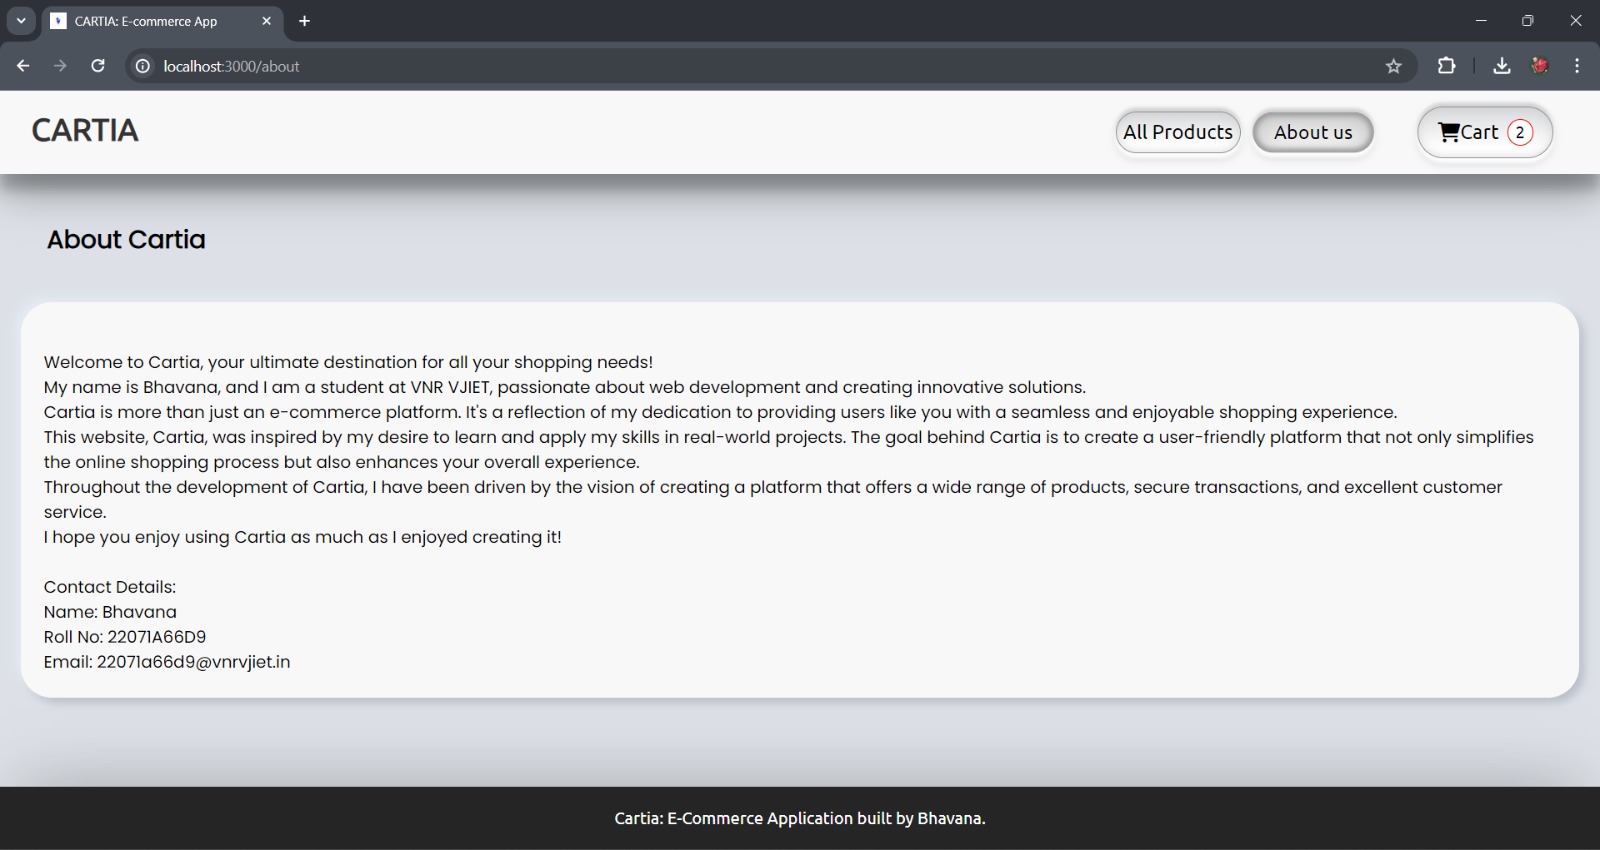 CARTIA: E-commerce App
localhost:3000/about
CARTIA
All Products
About us
Cart 2
About Cartia
Welcome to Cartia, your ultimate destination for all your shopping needs!
My name is Bhavana, and I am a student at VNR VJIET, passionate about web development and creating innovative solutions.
Cartia is more than just an e-commerce platform. It's a reflection of my dedication to providing users like you with a seamless and enjoyable shopping experience.
This website, Cartia, was inspired by my desire to learn and apply my skills in real-world projects. The goal behind Cartia is to create a user-friendly platform that not only simplifies
the online shopping process but also enhances your overall experience.
Throughout the development of Cartia, I have been driven by the vision of creating a platform that offers a wide range of products, secure transactions, and excellent customer
service.
I hope you enjoy using Cartia as much as I enjoyed creating it!
Contact Details:
Name: Bhavana
Roll No: 22071A66D9
Email: 22071a66d9@vnrvjiet.in
Cartia: E-Commerce Application built by Bhavana.